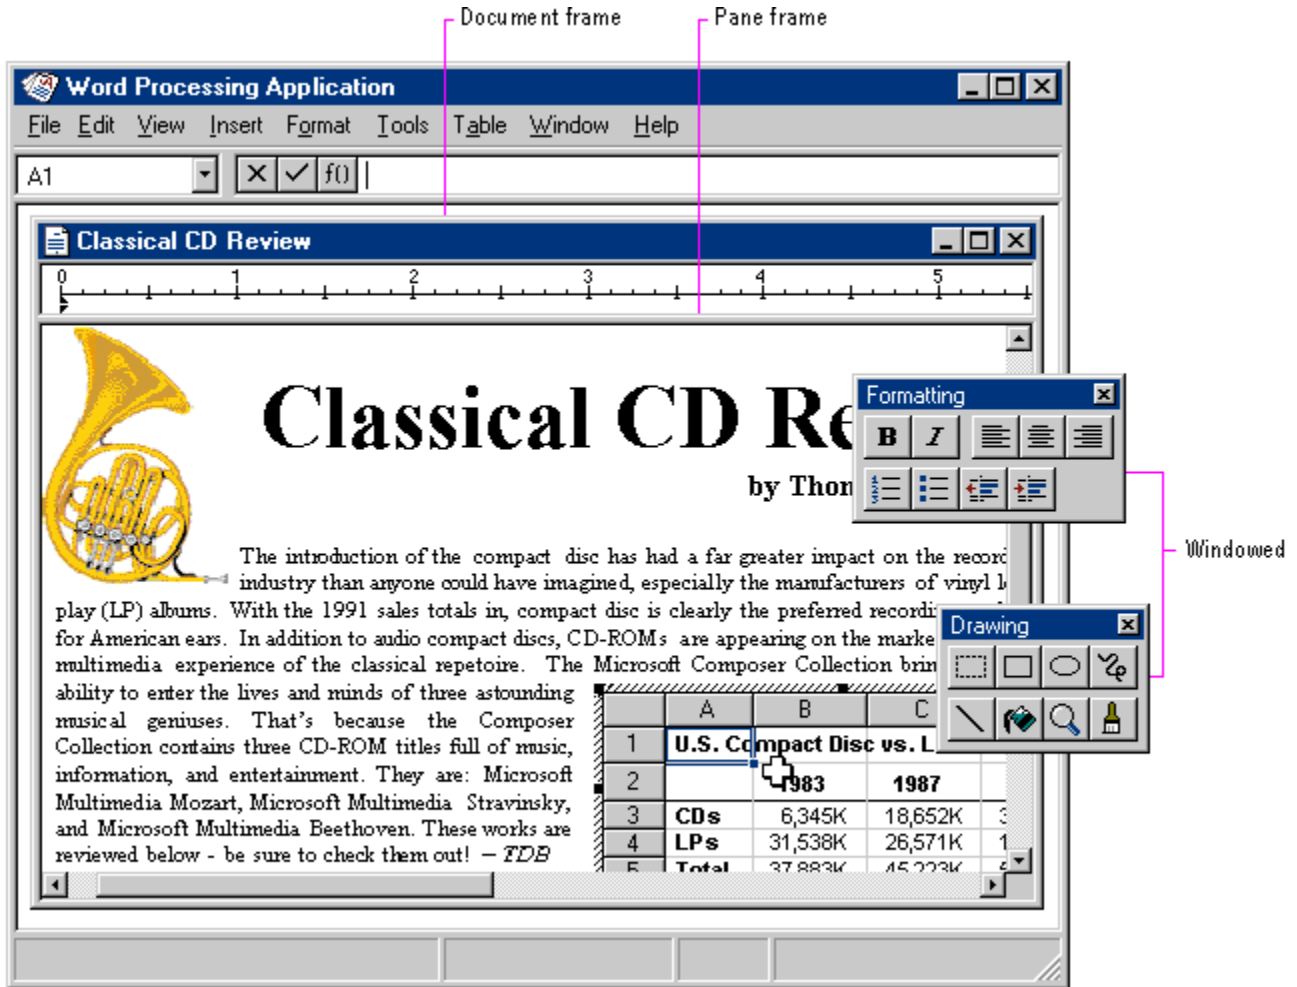 Document frame
Pane frame
Word Processing Application
File Edit View Insert Format Tools Table Window Help
A1
f()
Classical CD Review
0 1 2 3 4 5
Classical CD Re
by Thor
Formatting
B I
Windowed
The introduction of the compact disc has had a far greater impact on the record
industry than anyone could have imagined, especially the manufacturers of vinyl
play (LP) albums. With the 1991 sales totals in, compact disc is clearly the preferred
for American ears. In addition to audio compact discs, CD-ROMs are appearing on the
multimedia experience of the classical repetoire. The Microsoft Composer Collection
ability to enter the lives and minds of three astounding
musical geniuses. That's because the Composer
Collection contains three CD-ROM titles full of music,
information, and entertainment. They are: Microsoft
Multimedia Mozart, Microsoft Multimedia Stravinsky,
and Microsoft Multimedia Beethoven. These works are
reviewed below - be sure to check them out! – TDB
Drawing
A B C
1 U.S. Compact Disc vs. L
2 1983 1987
3 CDs 6,345K 18,652K
4 LPs 31,538K 26,571K
5 Total 37,883K 45,223K